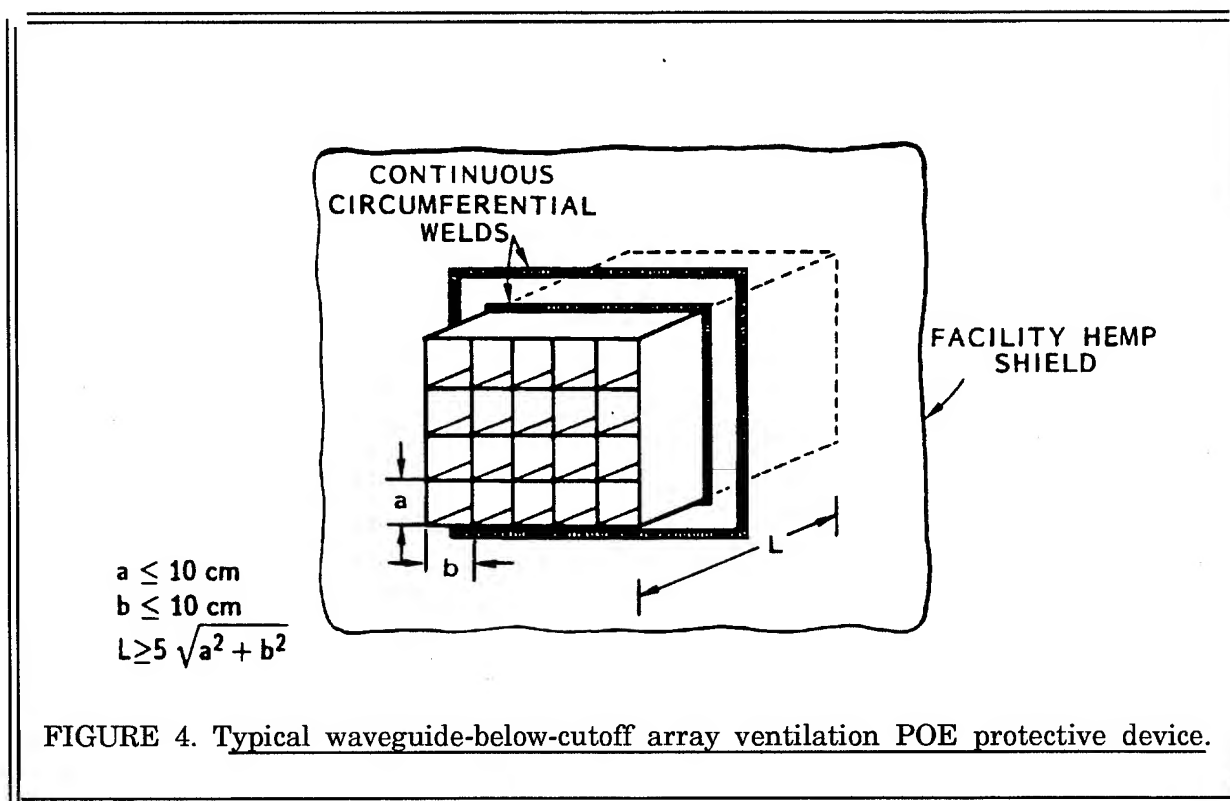 CONTINUOUS
CIRCUMFERENTIAL
WELDS
FACILITY HEMP
SHIELD
a
b
L
a ≤ 10 cm
b ≤ 10 cm
L ≥ 5 √a² + b²
FIGURE 4. Typical waveguide-below-cutoff array ventilation POE protective device.